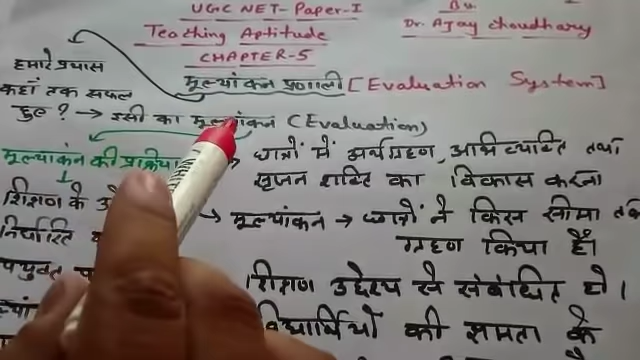 UGC NET- Paper-I By
Teaching Aptitude Dr. Ajay choudhary
CHAPTER-5
हमारे प्रयास मूल्यांकन प्रणाली [Evaluation System]
कहां तक सफल
हुए ? → इसी का मूल्यांकन (Evaluation)
मूल्यांकन की प्रक्रिया → छात्रों में अर्थग्रहण, अभिव्यक्ति तथा
सृजन शक्ति का विकास करना
शिक्षण के → मूल्यांकन → छात्रों ने किस सीमा
निर्धारित ग्रहण किया है।
शिक्षण उद्देश्य से संबंधित हो।
विद्यार्थियों की क्षमता के